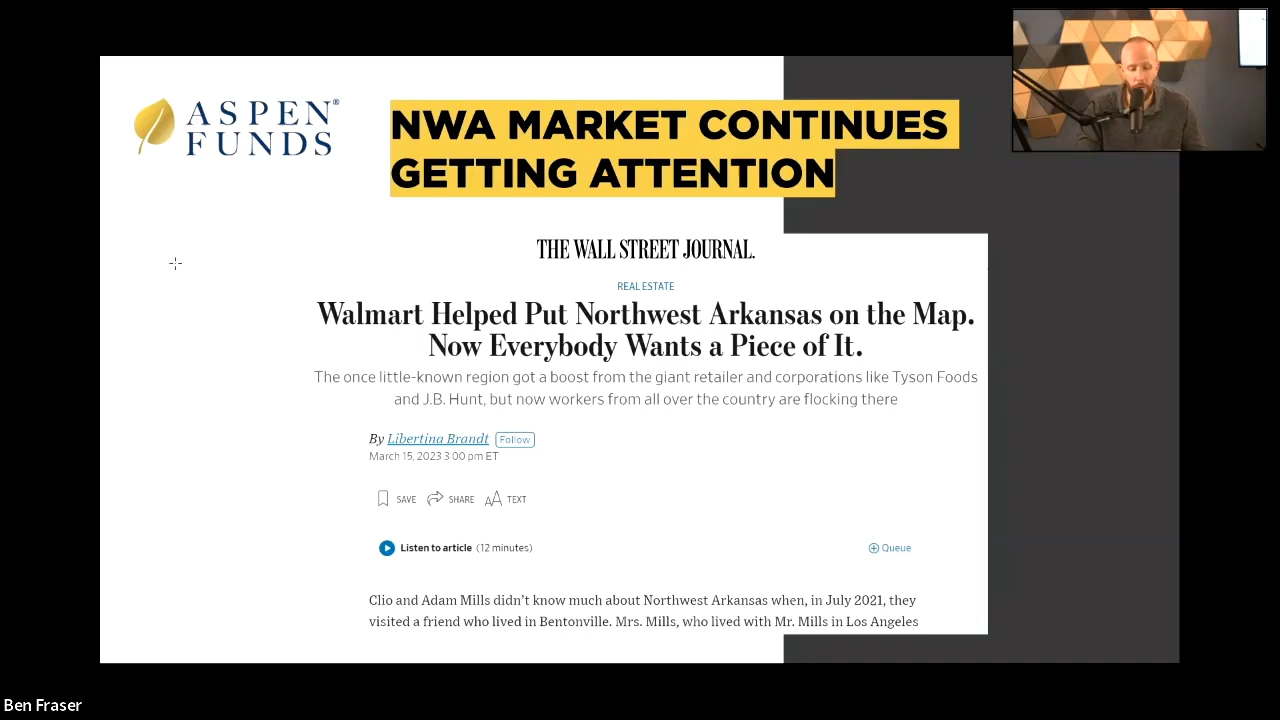 ASPEN®
FUNDS
NWA MARKET CONTINUES
GETTING ATTENTION
THE WALL STREET JOURNAL.
REAL ESTATE
Walmart Helped Put Northwest Arkansas on the Map.
Now Everybody Wants a Piece of It.
The once little-known region got a boost from the giant retailer and corporations like Tyson Foods
and J.B. Hunt, but now workers from all over the country are flocking there
By Libertina Brandt Follow
March 15, 2023 3:00 pm ET
SAVE SHARE AA TEXT
Listen to article (12 minutes) Queue
Clio and Adam Mills didn't know much about Northwest Arkansas when, in July 2021, they
visited a friend who lived in Bentonville. Mrs. Mills, who lived with Mr. Mills in Los Angeles
Ben Fraser